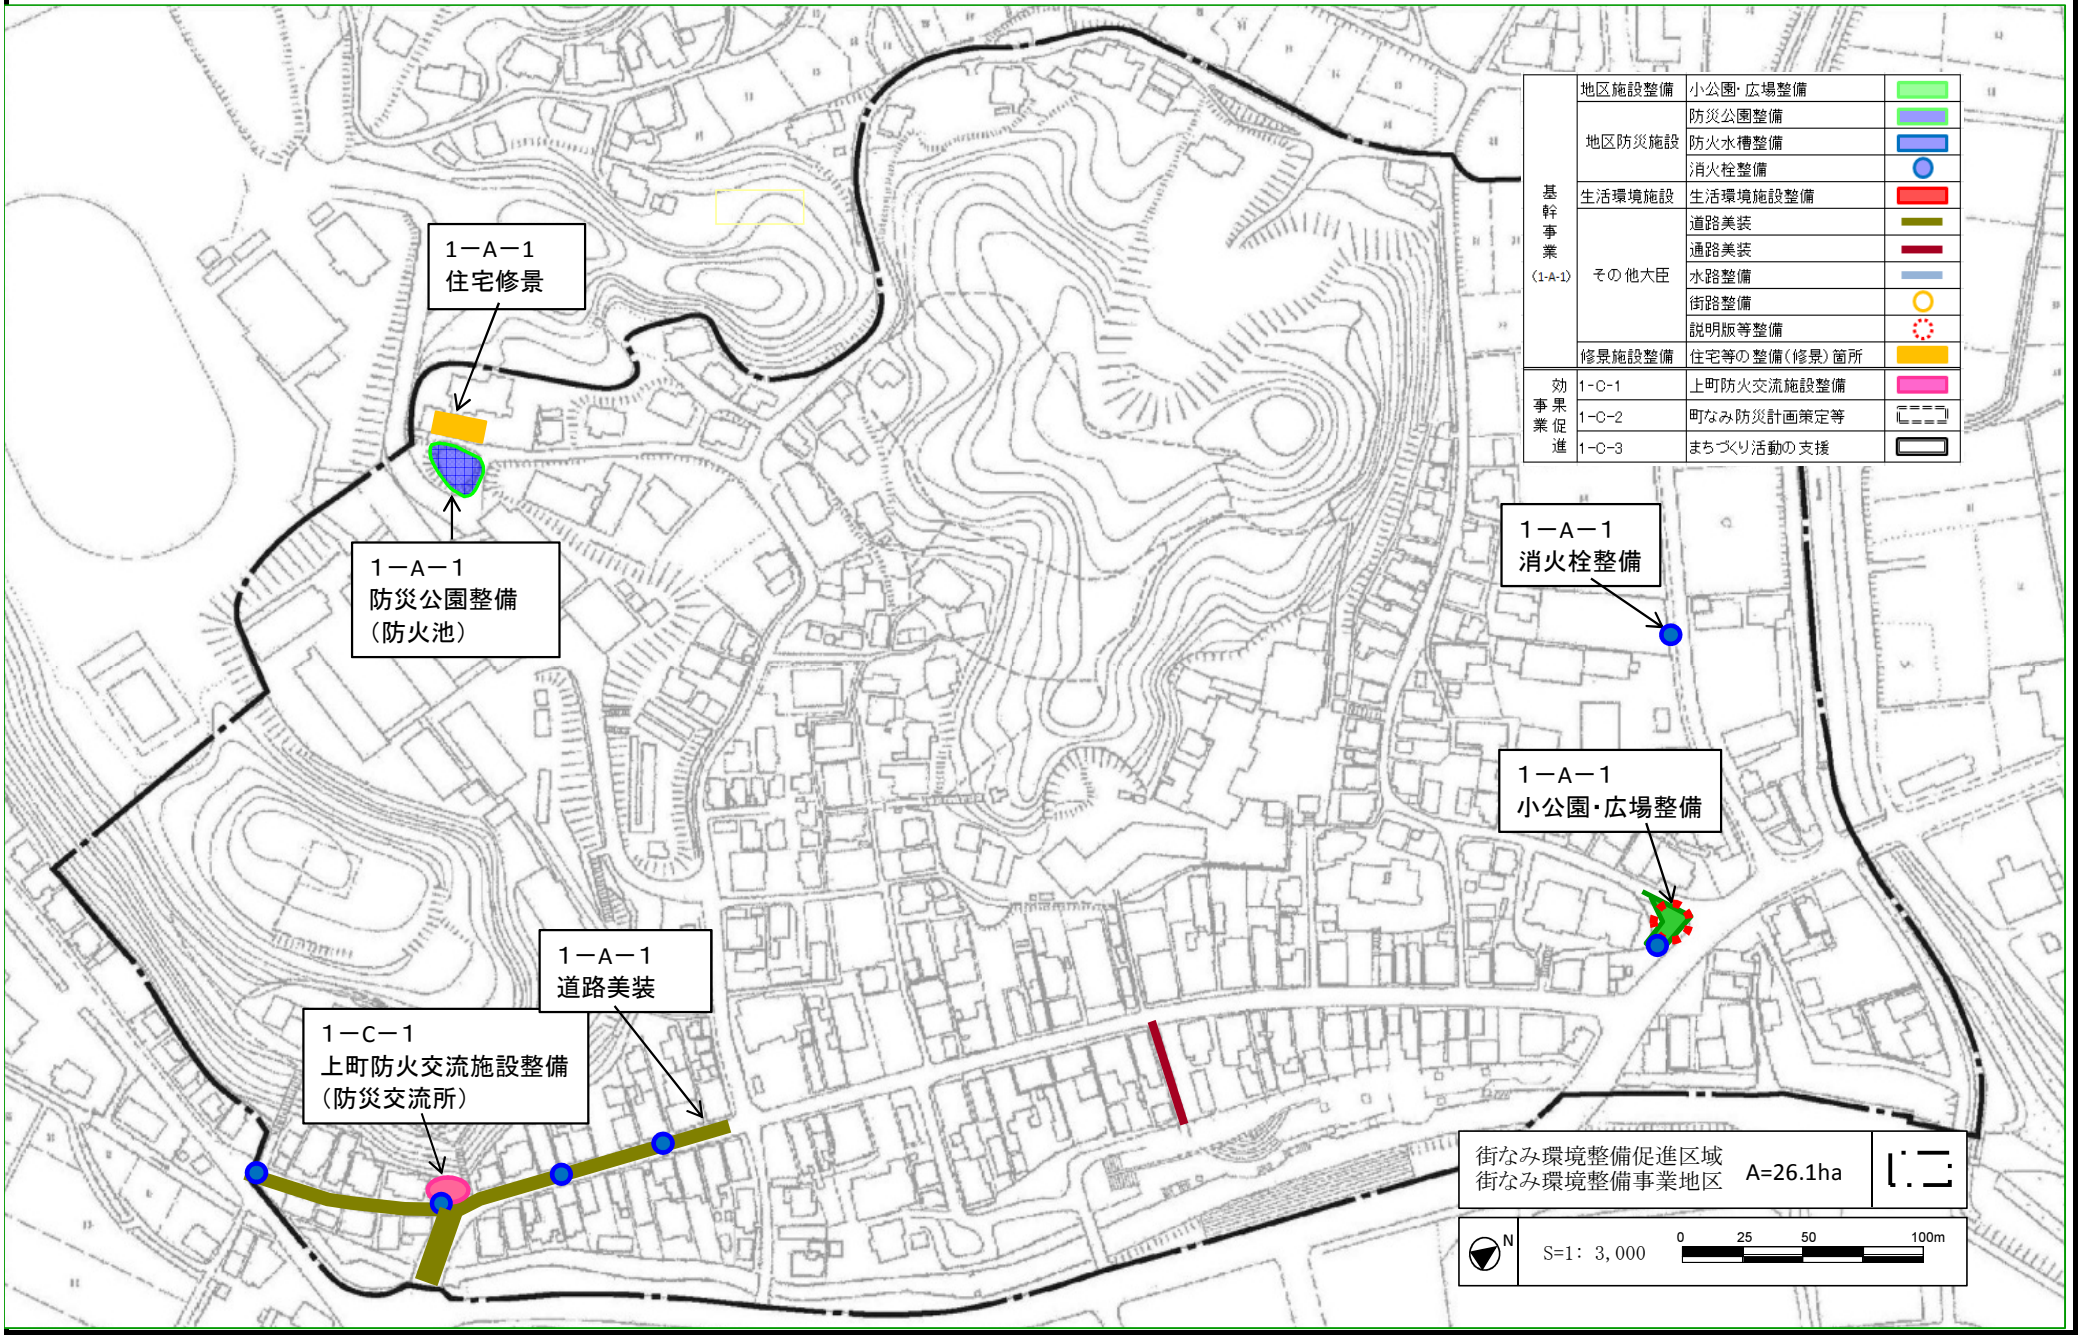 地区施設整備 小公園・広場整備
地区防災施設 防災公園整備
防火水槽整備
消火栓整備
生活環境施設 生活環境施設整備
基幹事業
(1-A-1)
その他大臣 道路美装
通路美装
水路整備
街路整備
説明版等整備
修景施設整備 住宅等の整備(修景)箇所
効果促進事業
1-C-1 上町防火交流施設整備
1-C-2 町なみ防災計画策定等
1-C-3 まちづくり活動の支援
1－A－1
住宅修景
1－A－1
防災公園整備
（防火池）
1－A－1
消火栓整備
1－A－1
小公園・広場整備
1－A－1
道路美装
1－C－1
上町防火交流施設整備
（防災交流所）
街なみ環境整備促進区域
街なみ環境整備事業地区 A=26.1ha
N
S=1: 3,000
0 25 50 100m